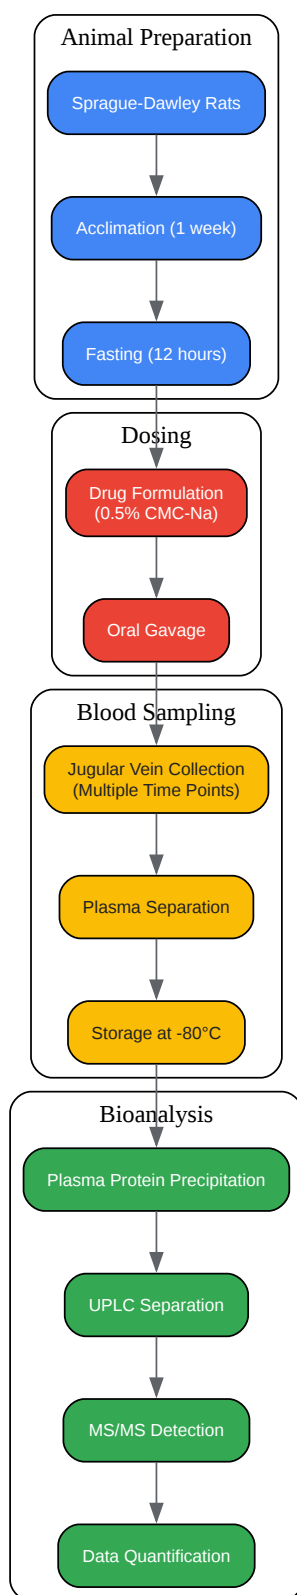 Animal Preparation
Sprague-Dawley Rats
Acclimation (1 week)
Fasting (12 hours)
Dosing
Drug Formulation
(0.5% CMC-Na)
Oral Gavage
Blood Sampling
Jugular Vein Collection
(Multiple Time Points)
Plasma Separation
Storage at -80°C
Bioanalysis
Plasma Protein Precipitation
UPLC Separation
MS/MS Detection
Data Quantification